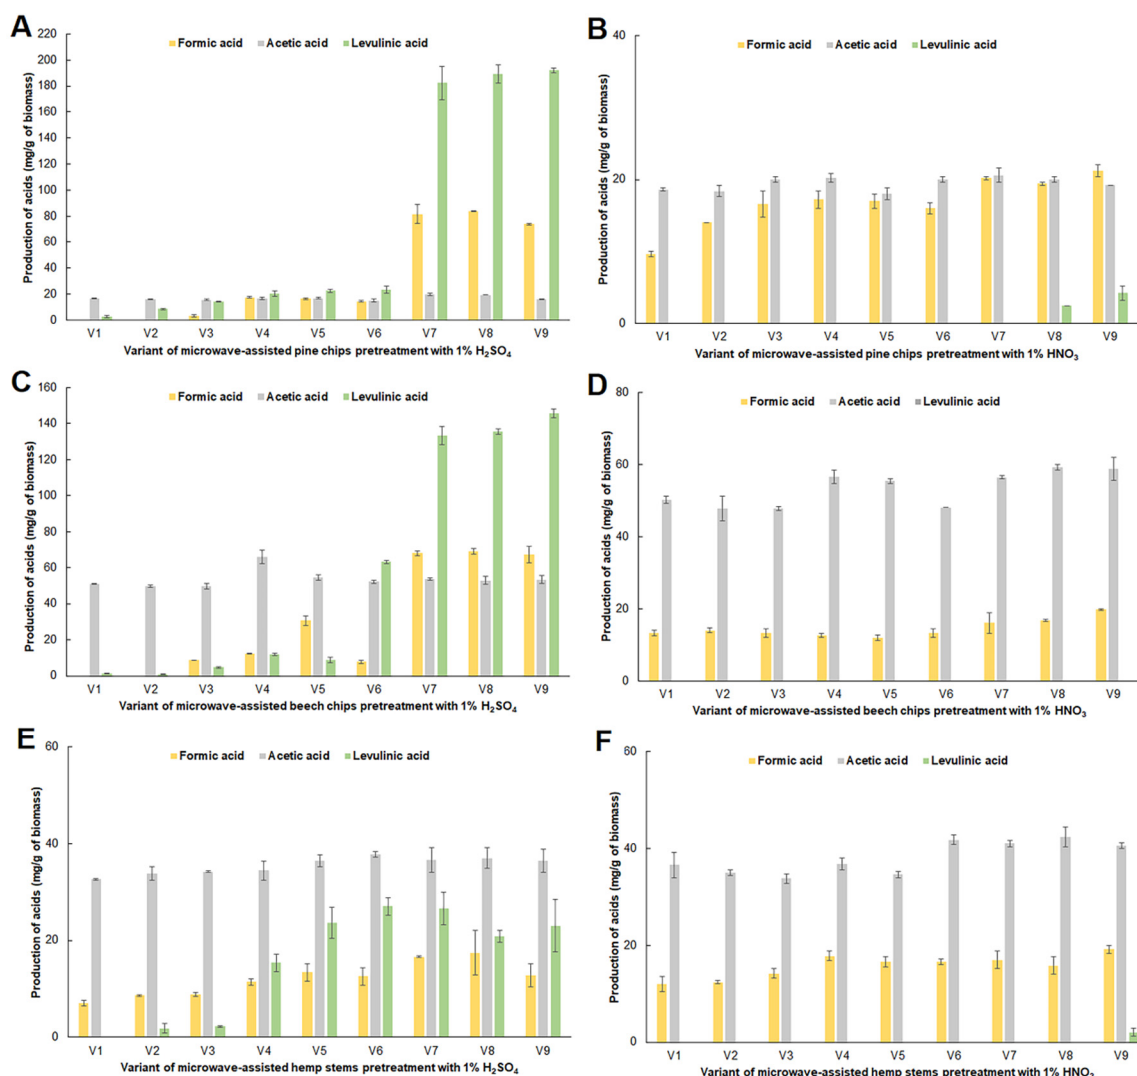 A
Formic acid Acetic acid Levulinic acid
Production of acids (mg/g of biomass)
220
200
180
160
140
120
100
80
60
40
20
0
V1 V2 V3 V4 V5 V6 V7 V8 V9
Variant of microwave-assisted pine chips pretreatment with 1% H₂SO₄
B
Formic acid Acetic acid Levulinic acid
Production of acids (mg/g of biomass)
40
20
0
V1 V2 V3 V4 V5 V6 V7 V8 V9
Variant of microwave-assisted pine chips pretreatment with 1% HNO₃
C
Formic acid Acetic acid Levulinic acid
Production of acids (mg/g of biomass)
160
140
120
100
80
60
40
20
0
V1 V2 V3 V4 V5 V6 V7 V8 V9
Variant of microwave-assisted beech chips pretreatment with 1% H₂SO₄
D
Formic acid Acetic acid Levulinic acid
Production of acids (mg/g of biomass)
80
60
40
20
0
V1 V2 V3 V4 V5 V6 V7 V8 V9
Variant of microwave-assisted beech chips pretreatment with 1% HNO₃
E
Formic acid Acetic acid Levulinic acid
Production of acids (mg/g of biomass)
60
40
20
0
V1 V2 V3 V4 V5 V6 V7 V8 V9
Variant of microwave-assisted hemp stems pretreatment with 1% H₂SO₄
F
Formic acid Acetic acid Levulinic acid
Production of acids (mg/g of biomass)
60
40
20
0
V1 V2 V3 V4 V5 V6 V7 V8 V9
Variant of microwave-assisted hemp stems pretreatment with 1% HNO₃